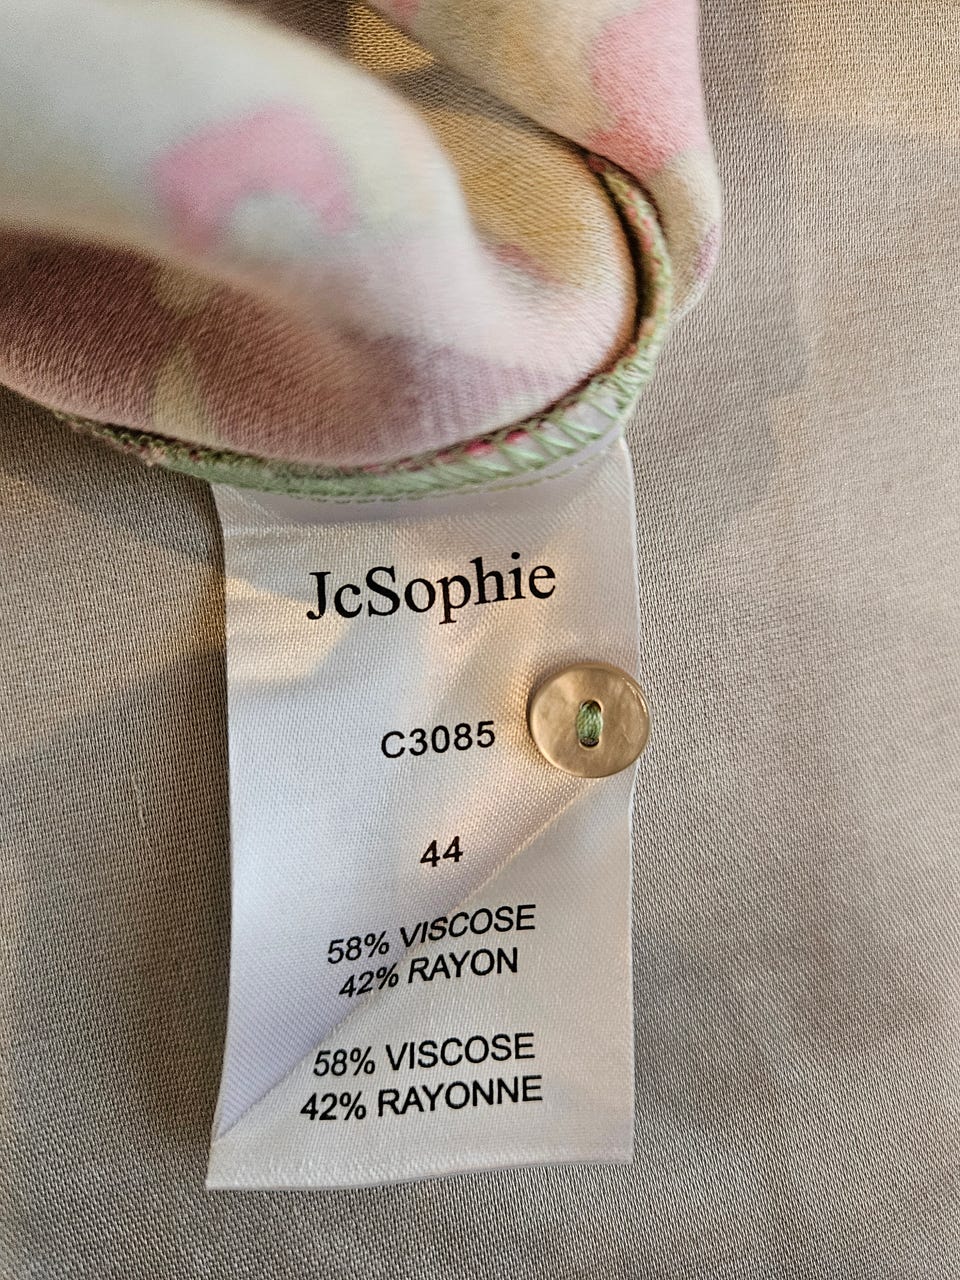 JcSophie
C3085
44
58% VISCOSE
42% RAYON
58% VISCOSE
42% RAYONNE